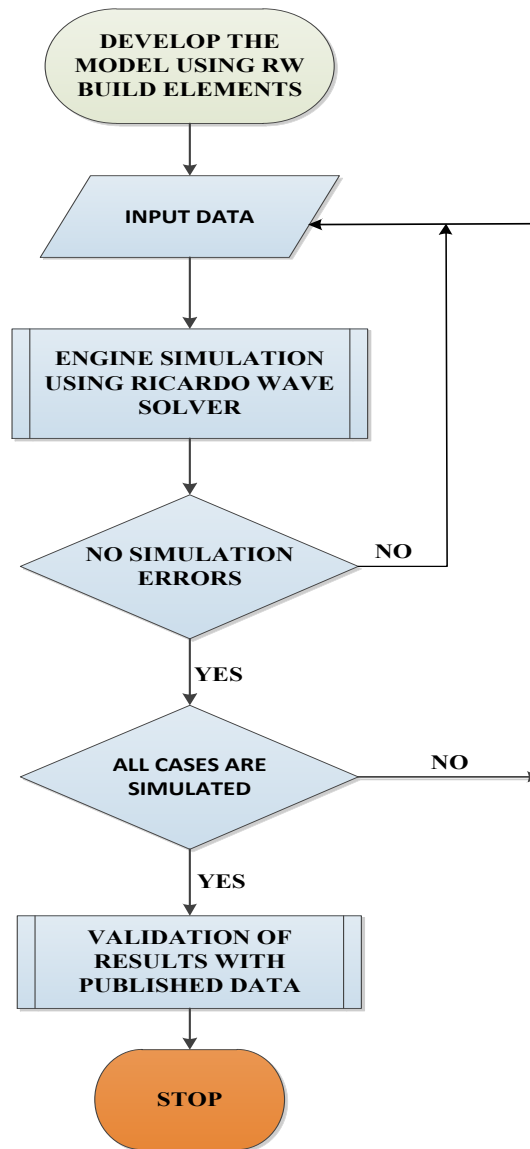 DEVELOP THE
MODEL USING RW
BUILD ELEMENTS
INPUT DATA
ENGINE SIMULATION
USING RICARDO WAVE
SOLVER
NO SIMULATION
ERRORS
NO
YES
ALL CASES ARE
SIMULATED
NO
YES
VALIDATION OF
RESULTS WITH
PUBLISHED DATA
STOP